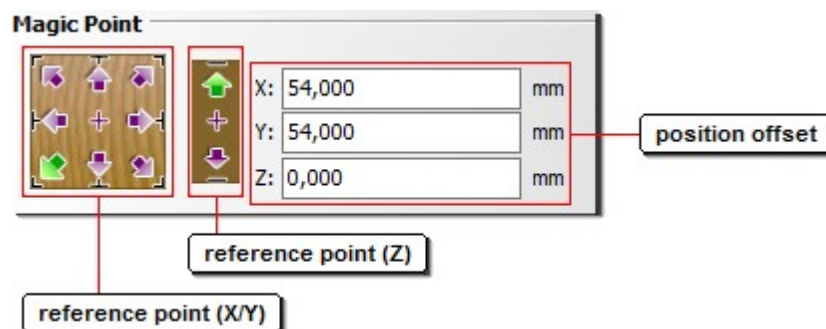 Magic Point
X: 54,000 mm
Y: 54,000 mm
Z: 0,000 mm
position offset
reference point (Z)
reference point (X/Y)